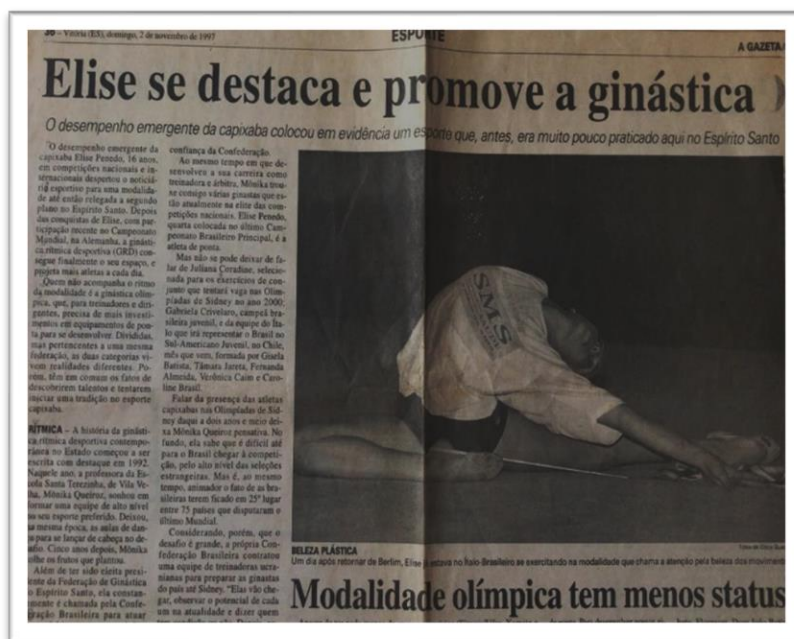 36 – Vitória (ES), domingo, 2 de novembro de 1997
ESPORTE
A GAZETA
Elise se destaca e promove a ginástica
O desempenho emergente da capixaba colocou em evidência um esporte que, antes, era muito pouco praticado aqui no Espírito Santo
O desempenho emergente da
capixaba Elise Penedo, 16 anos,
em competições nacionais e in-
ternacionais despertou o noticiá-
rio esportivo para uma modalida-
de até então relegada a segundo
plano no Espírito Santo. Depois
das conquistas de Elise, com par-
ticipação recente no Campeonato
Mundial, na Alemanha, a ginásti-
ca rítmica desportiva (GRD) con-
segue finalmente o seu espaço, e
projeta mais atletas a cada dia.
Quem não acompanha o ritmo
da modalidade é a ginástica olím-
pica, que, para treinadores e diri-
gentes, precisa de mais investi-
mentos em equipamentos de pon-
ta para se desenvolver. Divididas,
mas pertencentes a uma mesma
federação, as duas categorias vi-
vem realidades diferentes. Po-
rém, têm em comum os fatos de
descobrirem talentos e tentarem
iniciar uma tradição no esporte
capixaba.
RÍTMICA – A história da ginásti-
ca rítmica desportiva contempo-
rânea no Estado começou a ser
escrita com destaque em 1992.
Naquele ano, a professora da Es-
cola Santa Terezinha, de Vila Ve-
lha, Mônika Queiroz, sonhou em
formar uma equipe de alto nível
no seu esporte preferido. Deixou,
na mesma época, as aulas de dan-
ça para se lançar de cabeça no de-
safio. Cinco anos depois, Mônika
colhe os frutos que plantou.
Além de ter sido eleita presi-
dente da Federação de Ginástica
do Espírito Santo, ela constan-
temente é chamada pela Confe-
deração Brasileira para atuar
confiança da Confederação.
Ao mesmo tempo em que de-
senvolveu a sua carreira como
treinadora e árbitra, Mônika trou-
xe consigo várias ginastas que es-
tão atualmente na elite das com-
petições nacionais. Elise Penedo,
quarta colocada no último Cam-
peonato Brasileiro Principal, é a
atleta de ponta.
Mas não se pode deixar de fa-
lar de Juliana Coradine, selecio-
nada para os exercícios de con-
junto que tentará vaga nas Olim-
píadas de Sidney no ano 2000;
Gabriela Crivelaro, campeã bra-
sileira juvenil, e da equipe do Íta-
lo que irá representar o Brasil no
Sul-Americano Juvenil, no Chile,
mês que vem, formada por Gisela
Batista, Tâmara Jareta, Fernanda
Almeida, Verônica Caim e Caro-
line Brasil.
Falar da presença das atletas
capixabas nas Olimpíadas de Sid-
ney daqui a dois anos e meio dei-
xa Mônika Queiroz pensativa. No
fundo, ela sabe que é difícil até
para o Brasil chegar à competi-
ção, pelo alto nível das seleções
estrangeiras. Mas é, ao mesmo
tempo, animador o fato de as bra-
sileiras terem ficado em 25º lugar
entre 75 países que disputaram o
último Mundial.
Considerando, porém, que o
desafio é grande, a própria Con-
federação Brasileira contratou
uma equipe de treinadoras ucra-
nianas para preparar as ginastas
do país até Sidney. "Elas vão che-
gar, observar o potencial de cada
um na atualidade e dizer quem
SMS
BELEZA PLÁSTICA
Um dia após retornar de Berlim, Elise já estava no Ítalo-Brasileiro se exercitando na modalidade que chama a atenção pela beleza dos movimentos
Modalidade olímpica tem menos status